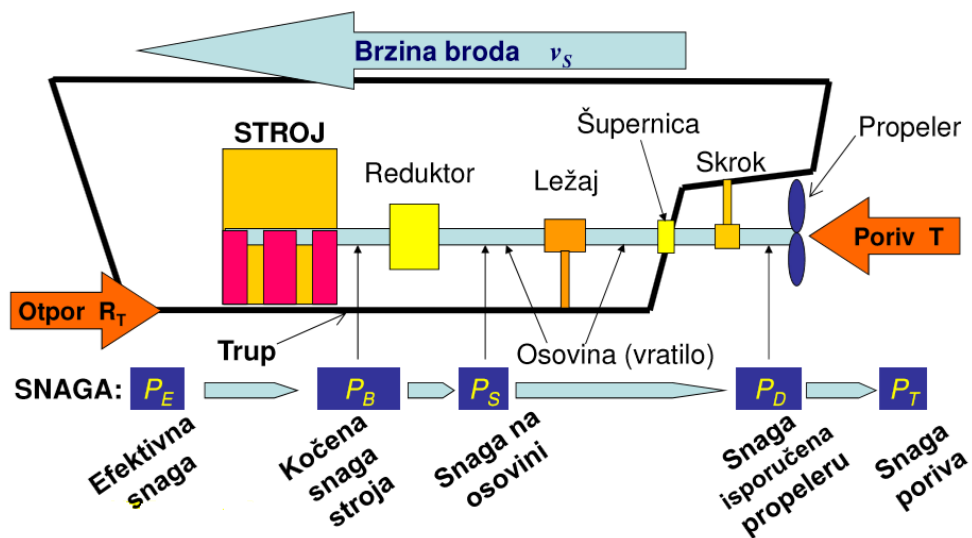 Brzina broda v_S
STROJ
Reduktor
Ležaj
Šupernica
Skrok
Propeler
Poriv T
Otpor R_T
Trup
Osovina (vratilo)
SNAGA:
P_E
P_B
P_S
P_D
P_T
Efektivna
snaga
Kočena
snaga
stroja
Snaga na
osovini
Snaga
isporučena
propeleru
Snaga
poriva